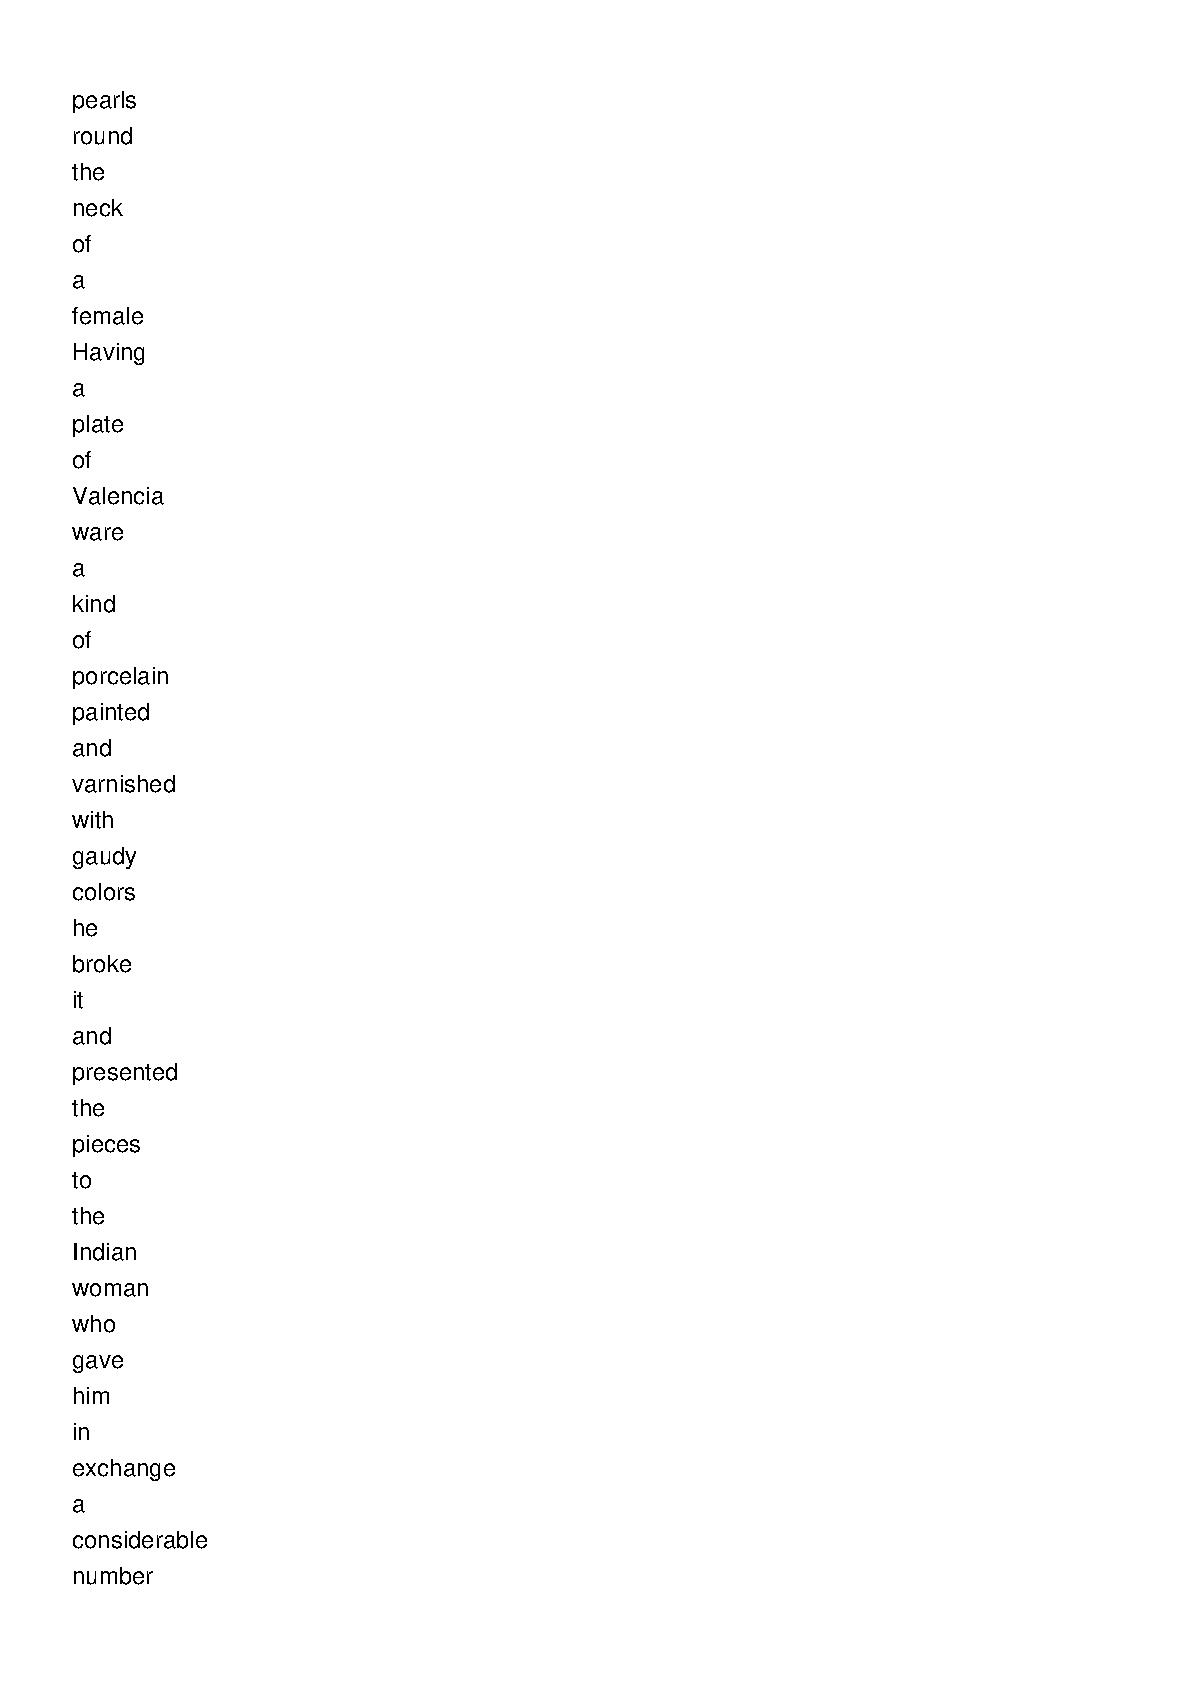 pearls
round
the
neck
of
a
female
Having
a
plate
of
Valencia
ware
a
kind
of
porcelain
painted
and
varnished
with
gaudy
colors
he
broke
it
and
presented
the
pieces
to
the
Indian
woman
who
gave
him
in
exchange
a
considerable
number